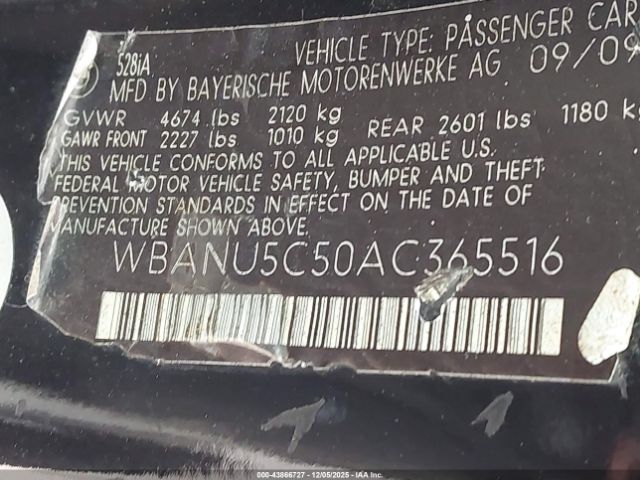 528iA VEHICLE TYPE: PASSENGER CAR
MFD BY BAYERISCHE MOTORENWERKE AG 09/09
GVWR 4674 lbs 2120 kg
GAWR FRONT 2227 lbs 1010 kg REAR 2601 lbs 1180 kg
THIS VEHICLE CONFORMS TO ALL APPLICABLE U.S.
FEDERAL MOTOR VEHICLE SAFETY, BUMPER AND THEFT
PREVENTION STANDARDS IN EFFECT ON THE DATE OF
MANUFACTURE SHOWN ABOVE.
WBANU5C50AC365516
000-43866727 - 12/05/2025 - IAAI.COM